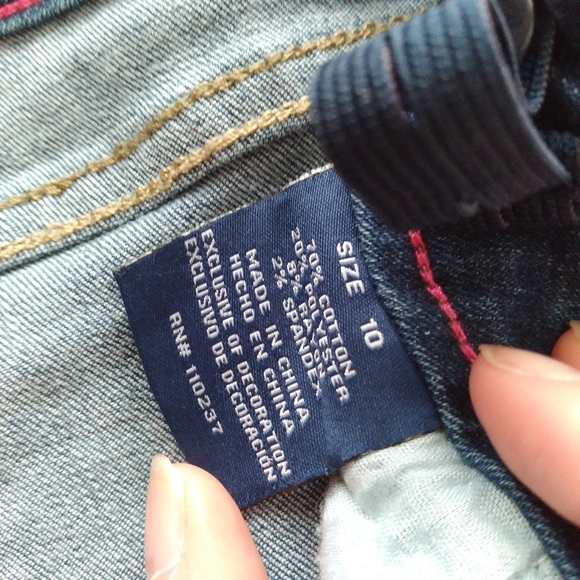 SIZE 10
70% COTTON
20% POLYESTER
8% RAYON
2% SPANDEX
MADE IN CHINA
HECHO EN CHINA
EXCLUSIVE OF DECORATION
EXCLUSIVO DE DECORACIÓN
RN# 110237